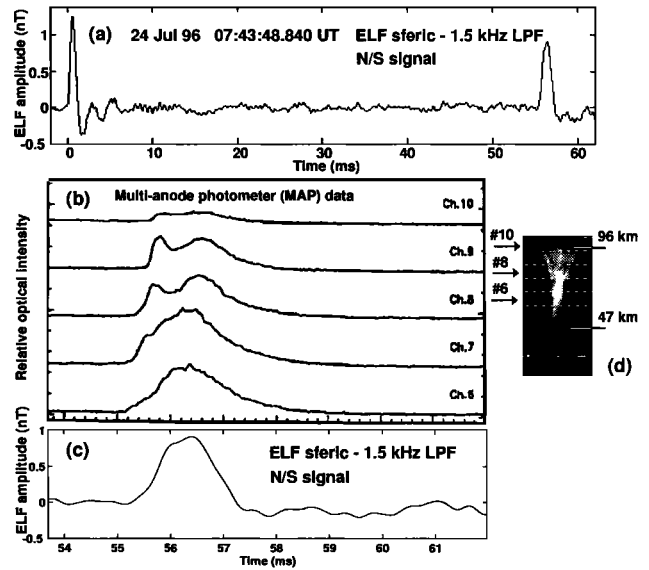 (a) 24 Jul 96 07:43:48.840 UT ELF sferic - 1.5 kHz LPF
N/S signal
ELF amplitude (nT)
1
0.5
0
-0.5
0 10 20 30 40 50 60
Time (ms)
(b) Multi-anode photometer (MAP) data
Relative optical intensity
Ch.10
Ch.9
Ch.8
Ch.7
Ch.6
#10
#8
#6
96 km
47 km
(d)
(c) ELF sferic - 1.5 kHz LPF
N/S signal
ELF amplitude (nT)
1
0.5
0
-0.5
54 55 56 57 58 59 60 61
Time (ms)